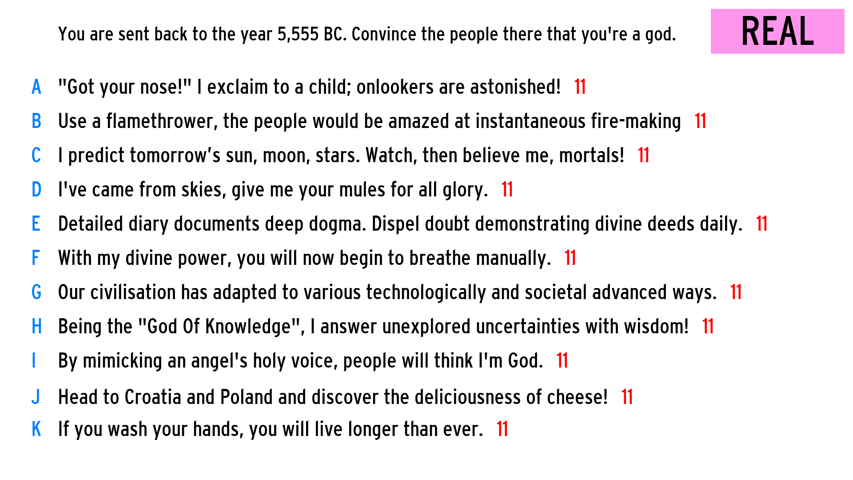 You are sent back to the year 5,555 BC. Convince the people there that you're a god.
REAL
A "Got your nose!" I exclaim to a child; onlookers are astonished! 11
B Use a flamethrower, the people would be amazed at instantaneous fire-making 11
C I predict tomorrow's sun, moon, stars. Watch, then believe me, mortals! 11
D I've came from skies, give me your mules for all glory. 11
E Detailed diary documents deep dogma. Dispel doubt demonstrating divine deeds daily. 11
F With my divine power, you will now begin to breathe manually. 11
G Our civilisation has adapted to various technologically and societal advanced ways. 11
H Being the "God Of Knowledge", I answer unexplored uncertainties with wisdom! 11
I By mimicking an angel's holy voice, people will think I'm God. 11
J Head to Croatia and Poland and discover the deliciousness of cheese! 11
K If you wash your hands, you will live longer than ever. 11